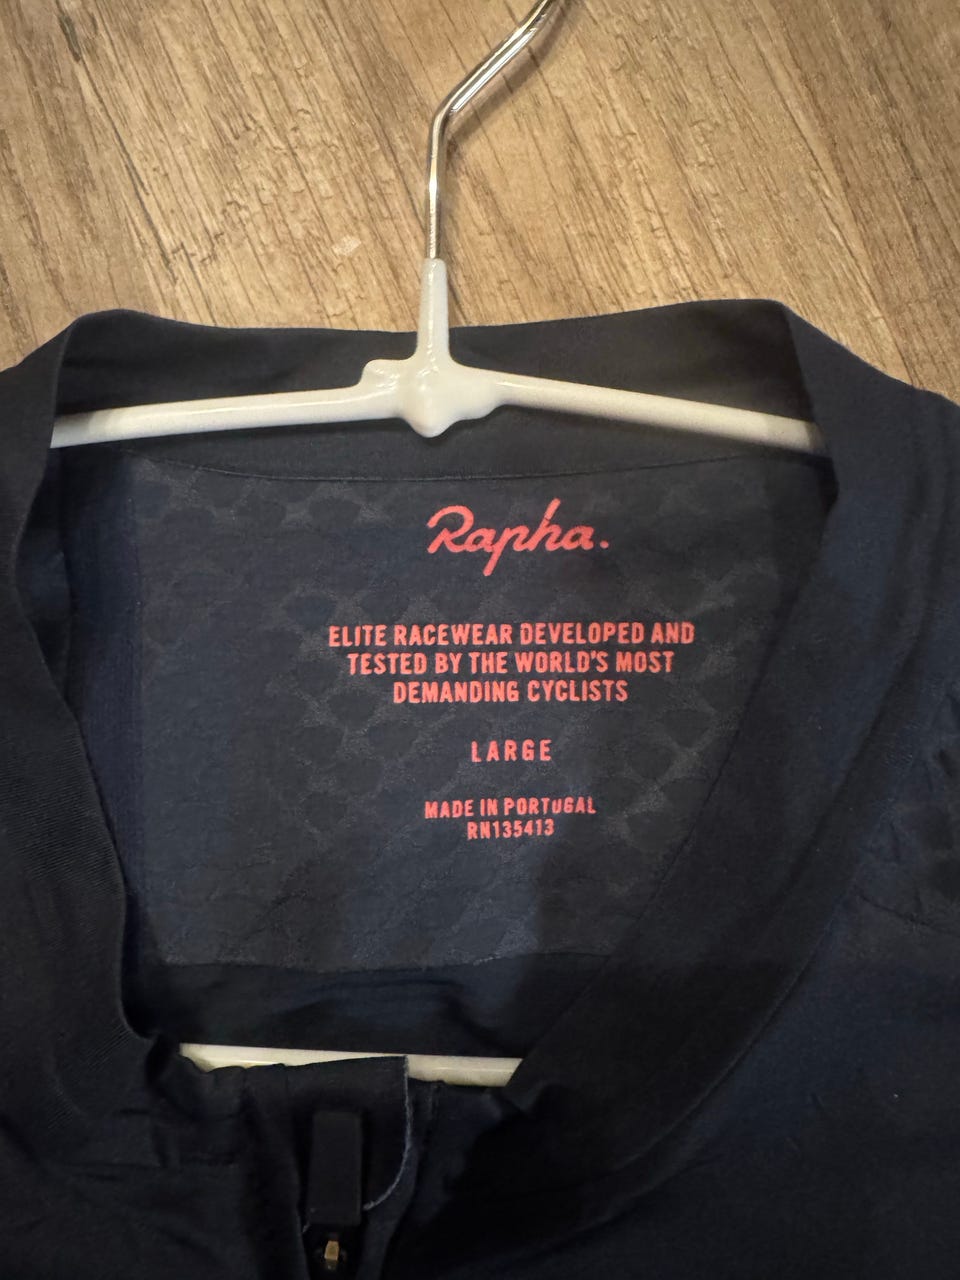 Rapha.
ELITE RACEWEAR DEVELOPED AND
TESTED BY THE WORLD'S MOST
DEMANDING CYCLISTS
LARGE
MADE IN PORTUGAL
RN135413